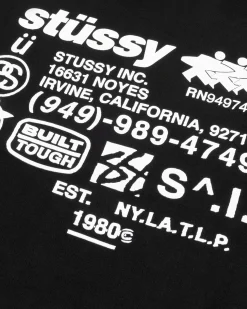 stüssy
Ü
STUSSY INC.
16631 NOYES
RN94974
IRVINE, CALIFORNIA, 9271
(949)-989-4749
BUILT
TOUGH
S^.I
EST.
NY.LA.T.L.P.
1980©